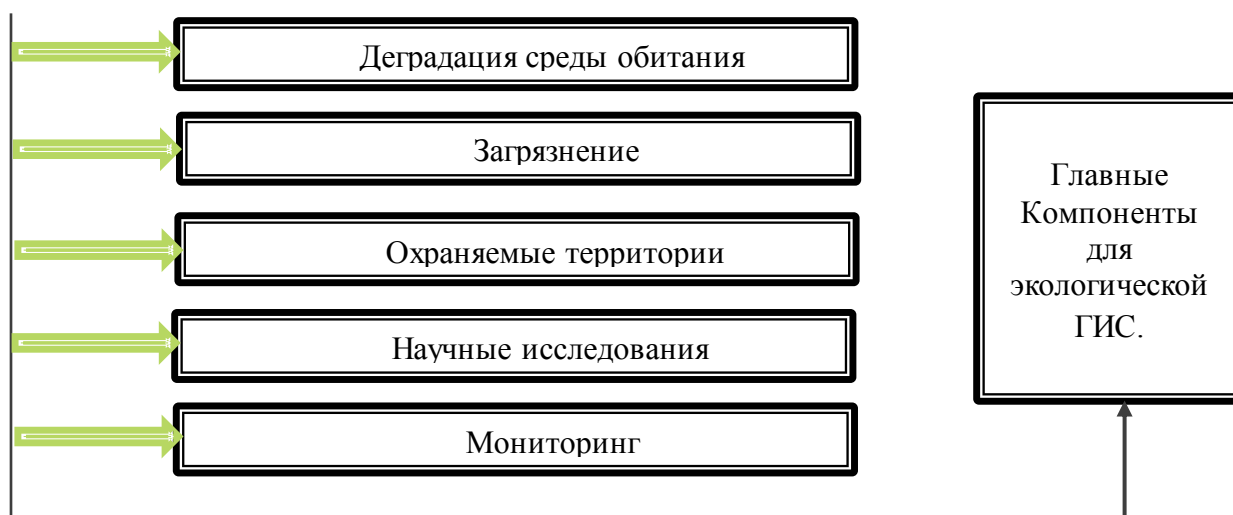 Деградация среды обитания
Загрязнение
Охраняемые территории
Научные исследования
Мониторинг
Главные
Компоненты
для
экологической
ГИС.